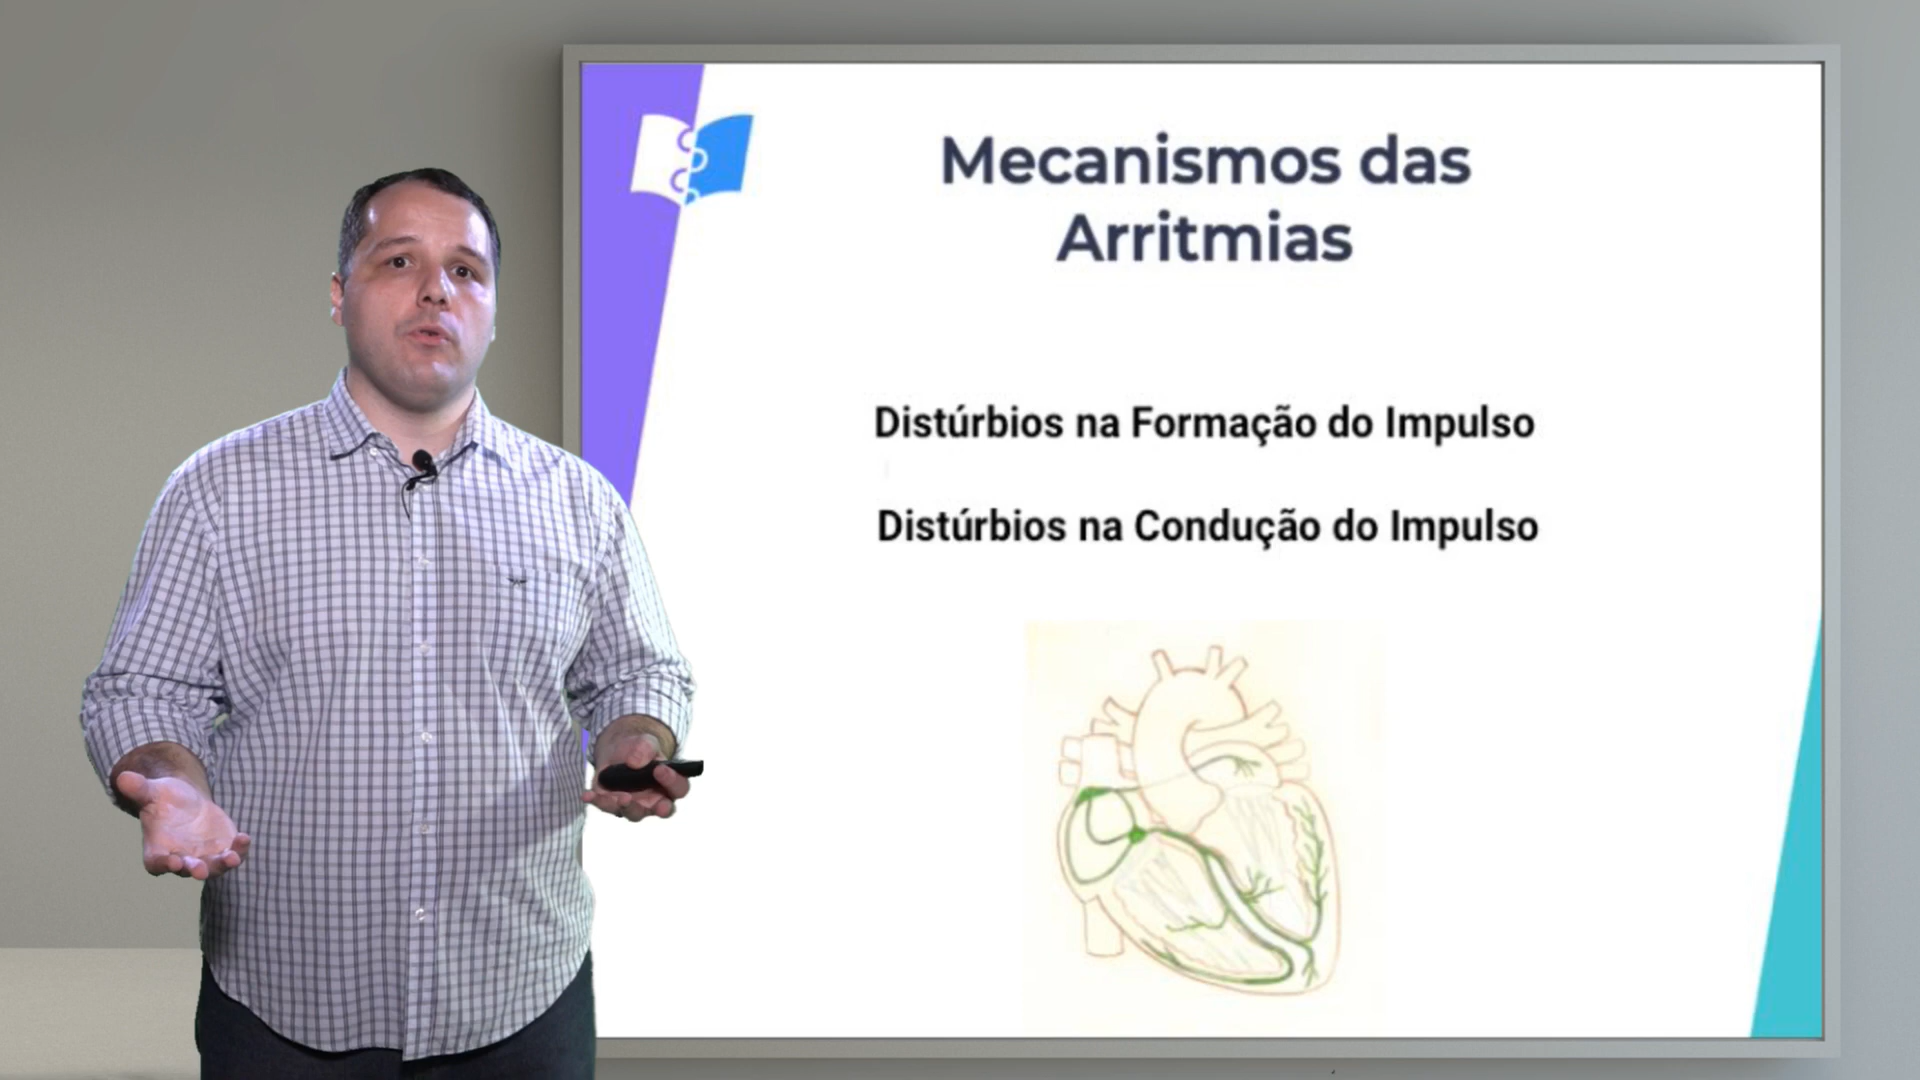 Mecanismos das
Arritmias
Distúrbios na Formação do Impulso
Distúrbios na Condução do Impulso